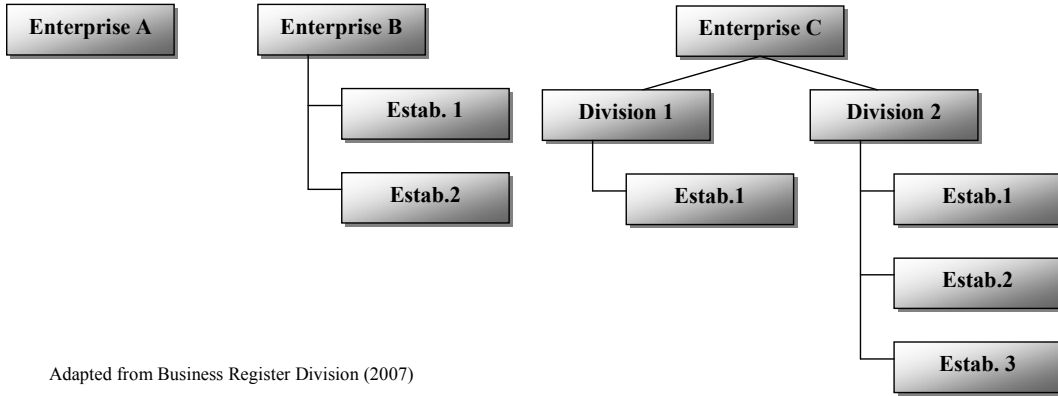 Enterprise A
Enterprise B
Enterprise C
Estab. 1
Division 1
Division 2
Estab.2
Estab.1
Estab.1
Estab.2
Estab. 3
Adapted from Business Register Division (2007)